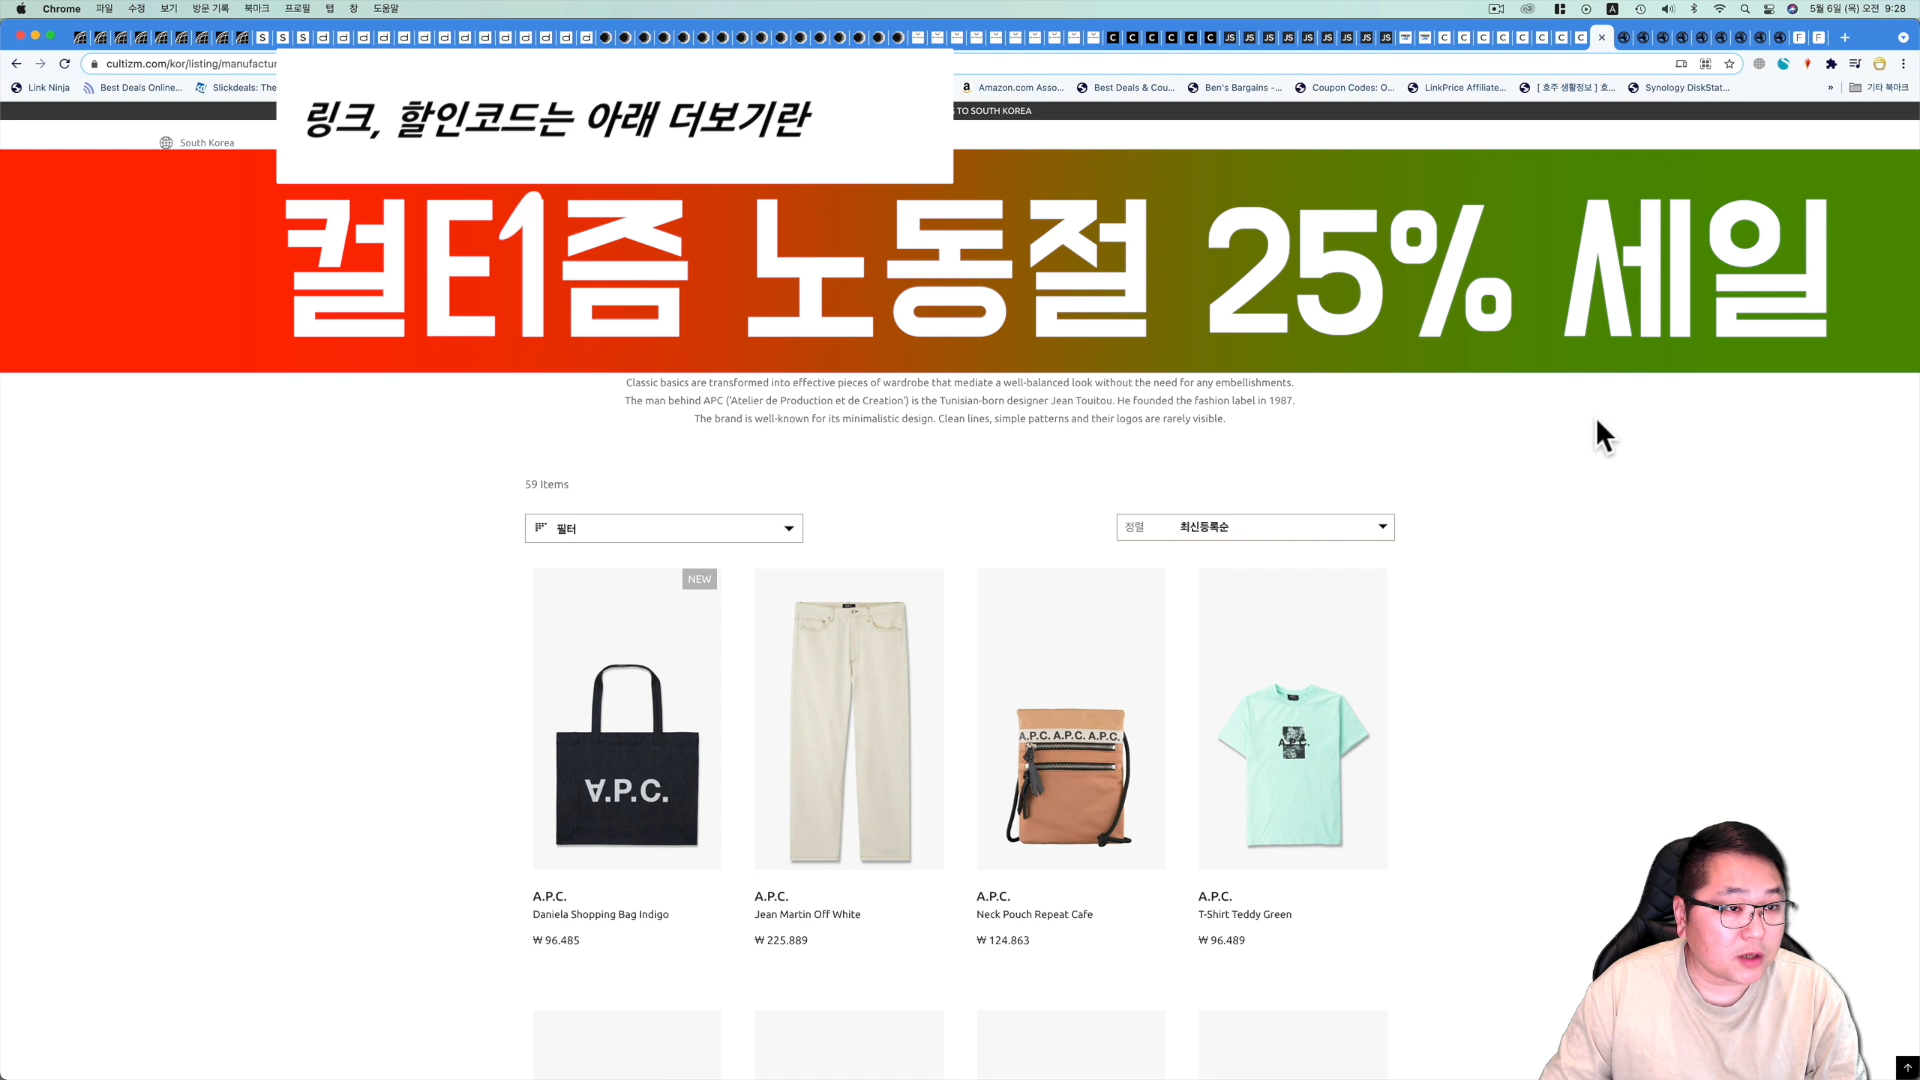 Chrome 파일 수정 보기 방문 기록 북마크 프로필 탭 창 도움말
A 5월 6일 (목) 오전 9:28
cultizm.com/kor/listing/manufactur
Link Ninja Best Deals Online... Slickdeals: The Amazon.com Asso... Best Deals & Cou... Ben's Bargains -... Coupon Codes: O... LinkPrice Affiliate... [ 호주 생활정보 ] 호... Synology DiskStat... » 기타 북마크
링크, 할인코드는 아래 더보기란
TO SOUTH KOREA
South Korea
컬터1즘 노동절 25% 세일
Classic basics are transformed into effective pieces of wardrobe that mediate a well-balanced look without the need for any embellishments.
The man behind APC ('Atelier de Production et de Creation') is the Tunisian-born designer Jean Touitou. He founded the fashion label in 1987.
The brand is well-known for its minimalistic design. Clean lines, simple patterns and their logos are rarely visible.
59 Items
필터
정렬 최신등록순
NEW
A.P.C.
A.P.C. A.P.C. A.P.C.
A.P.C.
A.P.C.
Daniela Shopping Bag Indigo
₩ 96.485
A.P.C.
Jean Martin Off White
₩ 225.889
A.P.C.
Neck Pouch Repeat Cafe
₩ 124.863
A.P.C.
T-Shirt Teddy Green
₩ 96.489